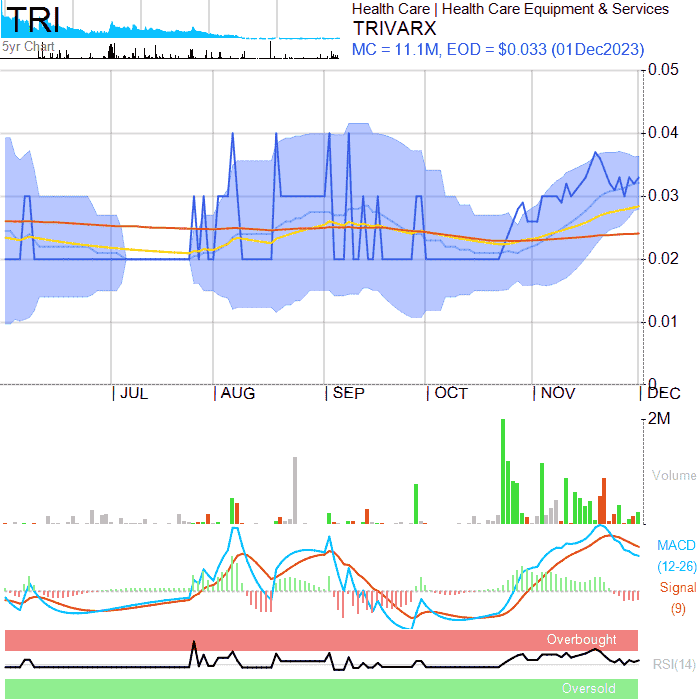 TRI
5yr Chart
Health Care | Health Care Equipment & Services
TRIVARX
MC = 11.1M, EOD = $0.033 (01Dec2023)
0.05
0.04
0.03
0.02
0.01
0
JUL
AUG
SEP
OCT
NOV
DEC
2M
Volume
MACD
(12-26)
Signal
(9)
Overbought
RSI(14)
Oversold